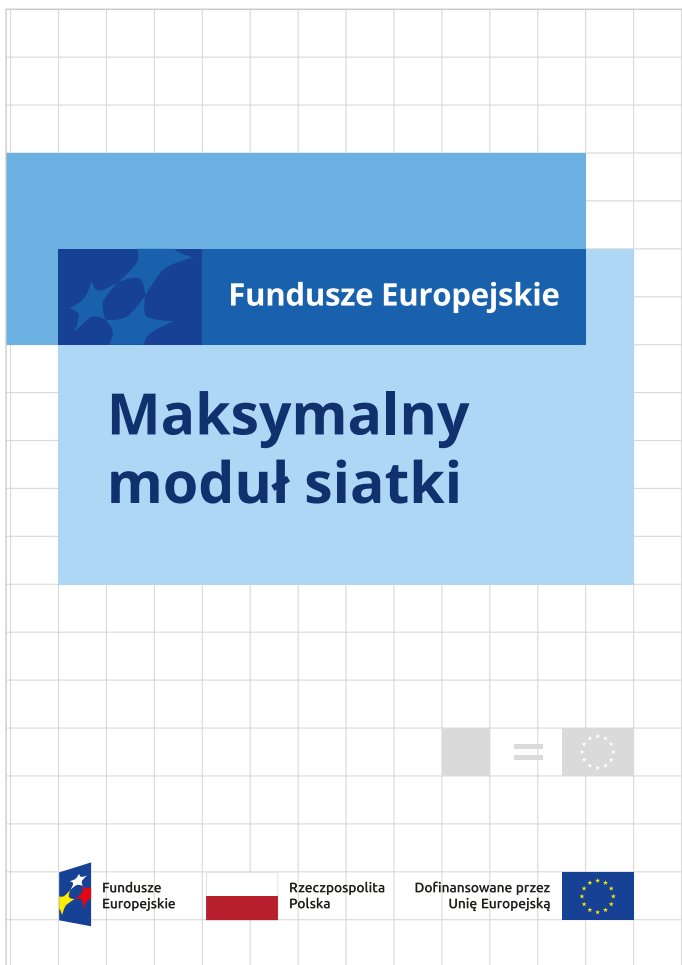 Fundusze Europejskie
Maksymalny
moduł siatki
=
Fundusze
Europejskie
Rzeczpospolita
Polska
Dofinansowane przez
Unię Europejską